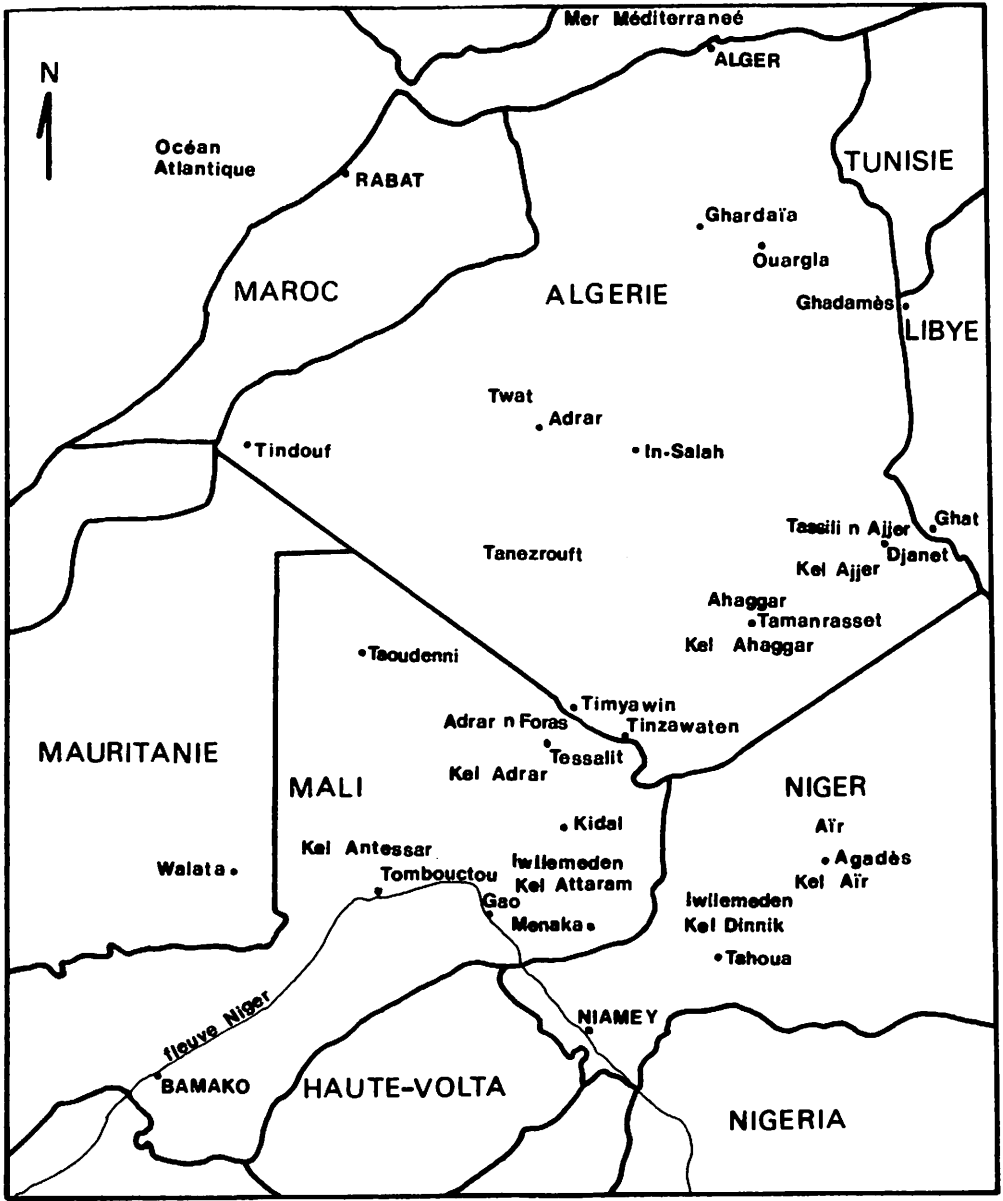 Mer Méditerraneé
ALGER
N
Océan
Atlantique
RABAT
TUNISIE
Ghardaïa
Ouargla
MAROC
ALGERIE
Ghadamès
LIBYE
Twat
Adrar
Tindouf
In-Salah
Ghat
Tassili n Ajjer
Djanet
Tanezrouft
Kel Ajjer
Ahaggar
Tamanrasset
Kel Ahaggar
Taoudenni
Timyawin
Adrar n Foras
Tinzawaten
MAURITANIE
Tessalit
Kel Adrar
MALI
NIGER
Kidal
Aïr
Kel Antessar
Walata
Iwllemeden
Kel Attaram
Agadès
Kel Aïr
Tombouctou
Gao
Menaka
Iwllemeden
Kel Dinnik
Tahoua
fleuve Niger
NIAMEY
BAMAKO
HAUTE-VOLTA
NIGERIA